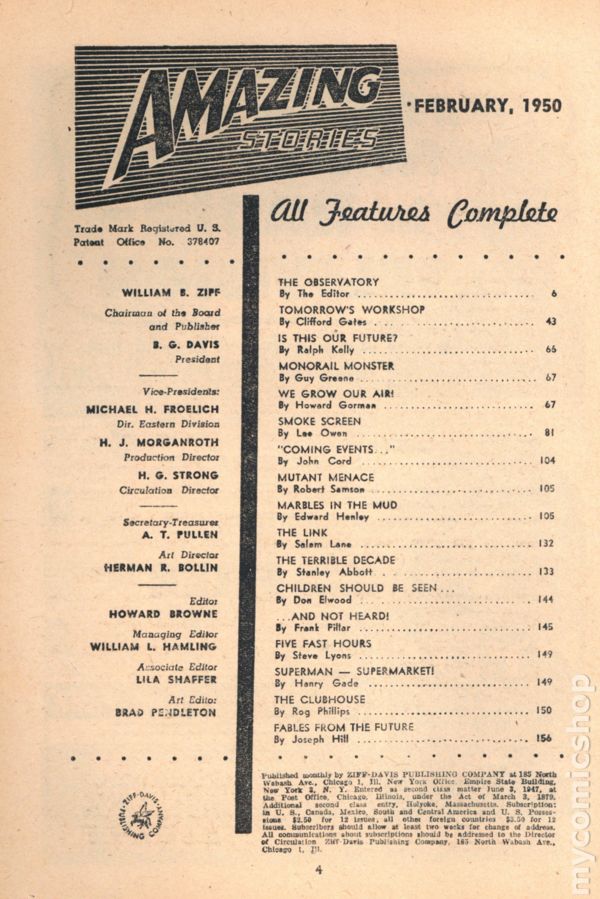 AMAZING
STORIES
FEBRUARY, 1950
Trade Mark Registered U. S.
Patent Office No. 378407
WILLIAM B. ZIFF
Chairman of the Board
and Publisher
B. G. DAVIS
President
Vice-Presidents:
MICHAEL H. FROELICH
Dir. Eastern Division
H. J. MORGANROTH
Production Director
H. G. STRONG
Circulation Director
Secretary-Treasurer
A. T. PULLEN
Art Director
HERMAN R. BOLLIN
Editor
HOWARD BROWNE
Managing Editor
WILLIAM L. HAMLING
Associate Editor
LILA SHAFFER
Art Editor
BRAD PENDLETON
ZIFF-DAVIS PUBLISHING COMPANY
All Features Complete
THE OBSERVATORY
By The Editor 6
TOMORROW'S WORKSHOP
By Clifford Gates 43
IS THIS OUR FUTURE?
By Ralph Kelly 66
MONORAIL MONSTER
By Guy Greene 67
WE GROW OUR AIR!
By Howard Gorman 67
SMOKE SCREEN
By Lee Owen 81
"COMING EVENTS..."
By John Cord 104
MUTANT MENACE
By Robert Samson 105
MARBLES IN THE MUD
By Edward Henley 105
THE LINK
By Salem Lane 132
THE TERRIBLE DECADE
By Stanley Abbott 133
CHILDREN SHOULD BE SEEN...
By Don Elwood 144
...AND NOT HEARD!
By Frank Pillar 145
FIVE FAST HOURS
By Steve Lyons 149
SUPERMAN — SUPERMARKET!
By Henry Gade 149
THE CLUBHOUSE
By Rog Phillips 150
FABLES FROM THE FUTURE
By Joseph Hill 156
Published monthly by ZIFF-DAVIS PUBLISHING COMPANY at 185 North
Wabash Ave., Chicago 1, Ill. New York Office, Empire State Building,
New York 1, N. Y. Entered as second class matter June 3, 1947, at
the Post Office, Chicago, Illinois, under the Act of March 3, 1879.
Additional second class entry, Holyoke, Massachusetts. Subscription:
in U. S., Canada, Mexico, South and Central America and U. S. Posses-
sions $2.50 for 12 issues, all other foreign countries $3.50 for 12
issues. Subscribers should allow at least two weeks for change of address.
All communications about subscriptions should be addressed to the Director
of Circulation Ziff-Davis Publishing Company, 185 North Wabash Ave.,
Chicago 1, Ill.
4
mycomicshop